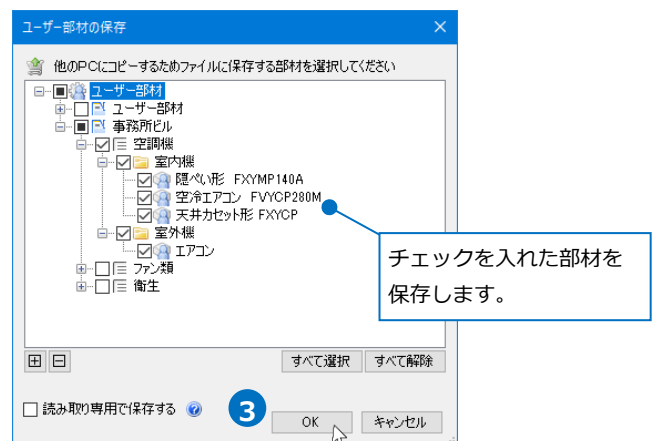 ユーザー部材の保存
他のPCにコピーするためファイルに保存する部材を選択してください
ユーザー部材
ユーザー部材
事務所ビル
空調機
室内機
隠ぺい形 FXYMP140A
空冷エアコン FVYCP280M
天井カセット形 FXYCP
室外機
エアコン
ファン類
衛生
チェックを入れた部材を
保存します。
すべて選択 すべて解除
読み取り専用で保存する
3
OK キャンセル